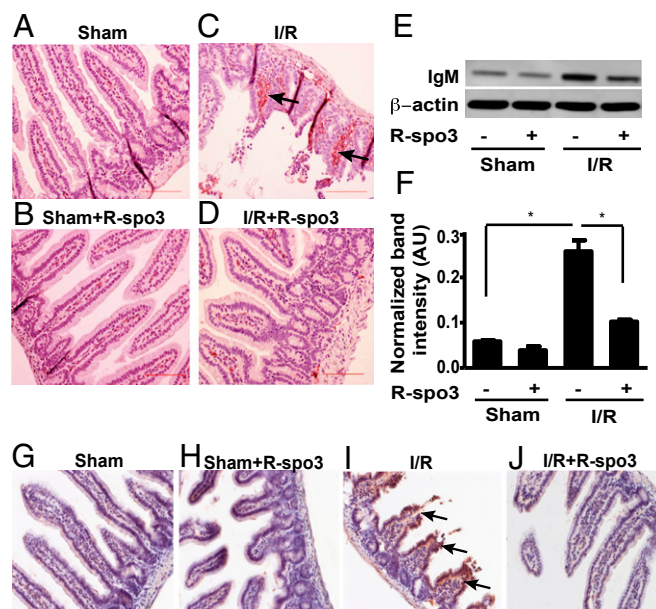 A Sham
C I/R
B Sham+R-spo3
D I/R+R-spo3
E
IgM
β-actin
R-spo3 - + - +
Sham I/R
F
Normalized band
intensity (AU)
* *
0.3
0.2
0.1
0.0
R-spo3 - + - +
Sham I/R
G Sham
H Sham+R-spo3
I I/R
J I/R+R-spo3